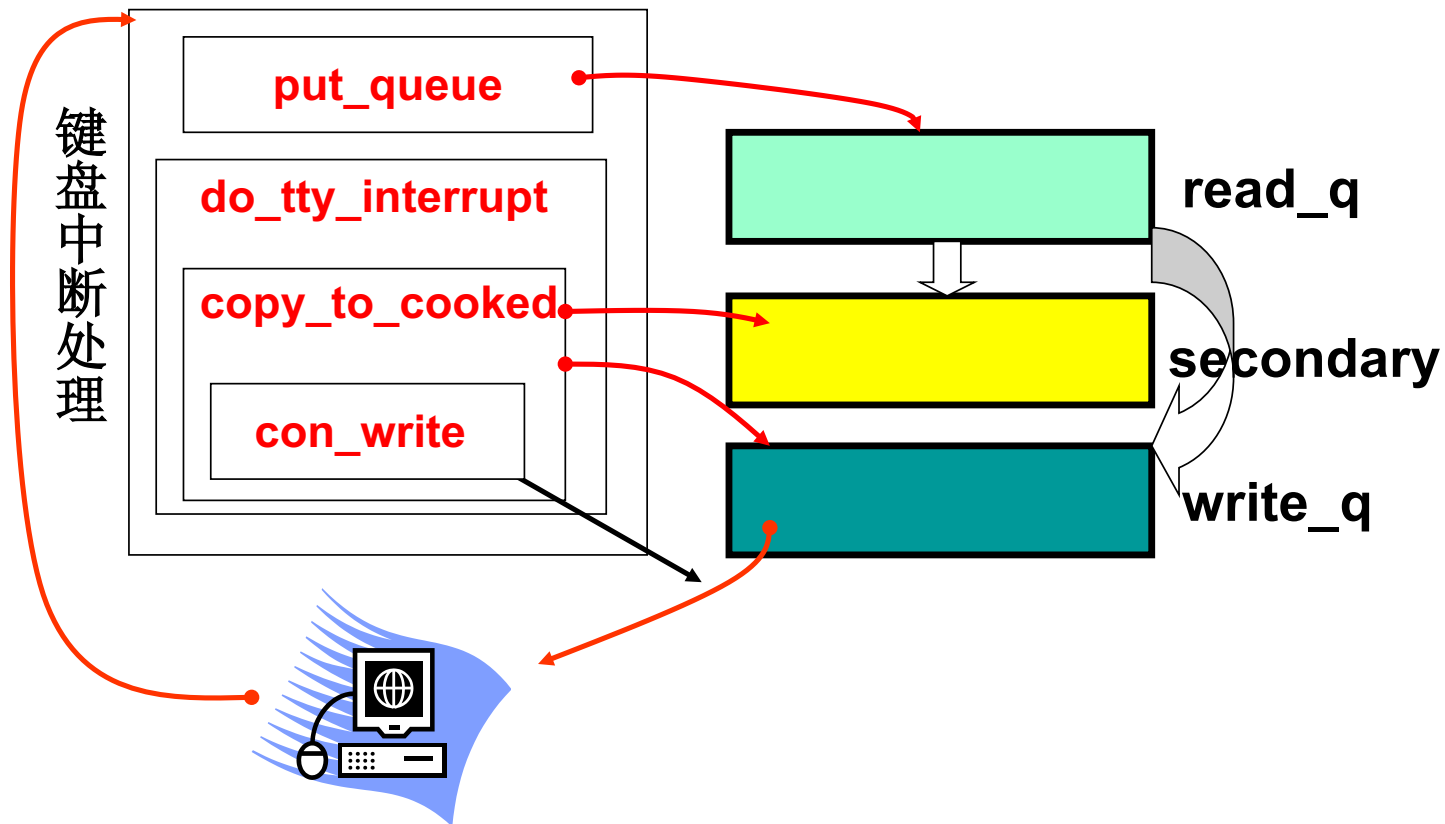 键盘中断处理
put_queue
do_tty_interrupt
copy_to_cooked
con_write
read_q
secondary
write_q